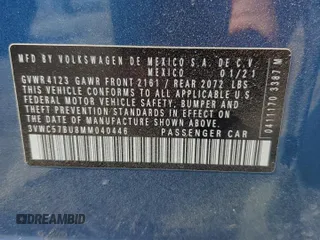 MFD BY VOLKSWAGEN DE MEXICO S.A. DE C.V.
MEXICO 01/21
GVWR 4123 GAWR FRONT 2161 / REAR 2072 LBS
THIS VEHICLE CONFORMS TO ALL APPLICABLE U.S.
FEDERAL MOTOR VEHICLE SAFETY, BUMPER AND
THEFT PREVENTION STANDARDS IN EFFECT ON THE
DATE OF MANUFACTURE SHOWN ABOVE.
3VWC57BU8MM040446 PASSENGER CAR
0411170 3387 M
DREAMBID